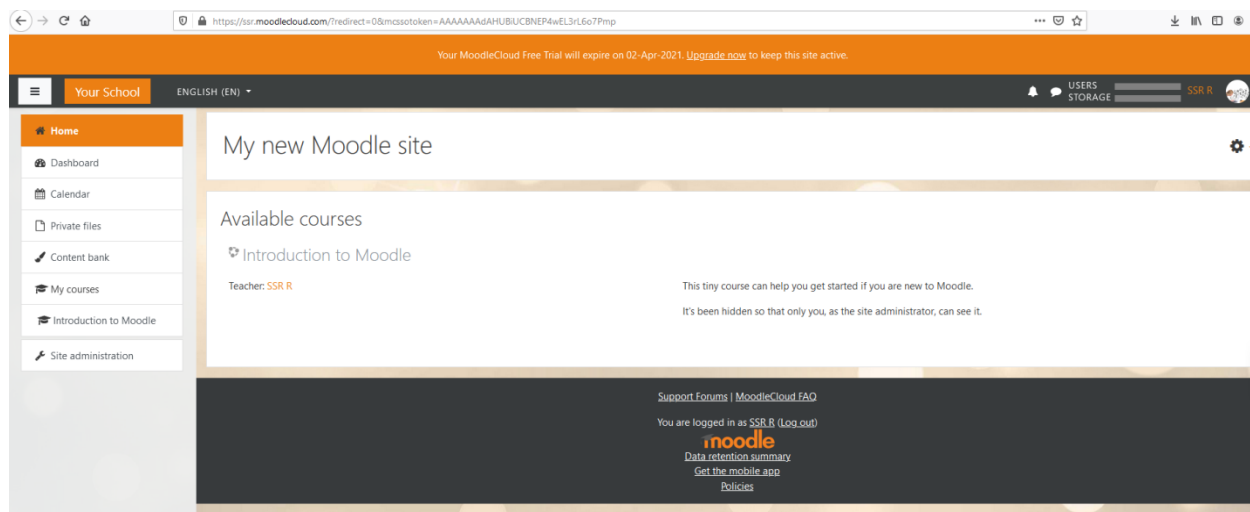 https://ssr.moodlecloud.com/?redirect=0&mcssotoken=AAAAAAAdAHUBiUCBNEP4wEL3rL6o7Pmp
Your MoodleCloud Free Trial will expire on 02-Apr-2021. Upgrade now to keep this site active.
Your School
ENGLISH (EN)
USERS
STORAGE
SSR R
Home
Dashboard
Calendar
Private files
Content bank
My courses
Introduction to Moodle
Site administration
My new Moodle site
Available courses
Introduction to Moodle
Teacher: SSR R
This tiny course can help you get started if you are new to Moodle.
It's been hidden so that only you, as the site administrator, can see it.
Support Forums | MoodleCloud FAQ
You are logged in as SSR R (Log out)
moodle
Data retention summary
Get the mobile app
Policies